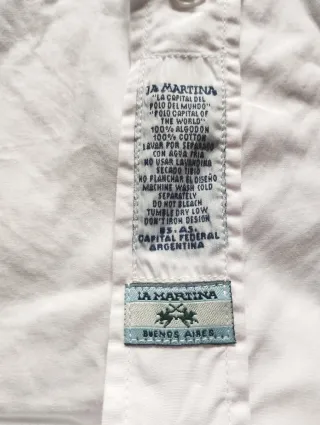 LA MARTINA
"LA CAPITAL DEL
POLO DEL MUNDO"
"POLO CAPITAL OF
THE WORLD"
100% ALGODON
100% COTTON
LAVAR POR SEPARADO
CON AGUA FRIA
NO USAR LAVANDINA
SECADO TIBIO
NO PLANCHAR EL DISEÑO
MACHINE WASH COLD
SEPARATELY
DO NOT BLEACH
TUMBLE DRY LOW
DON'T IRON DESIGN
BS. AS.
CAPITAL FEDERAL
ARGENTINA
LA MARTINA
BUENOS AIRES